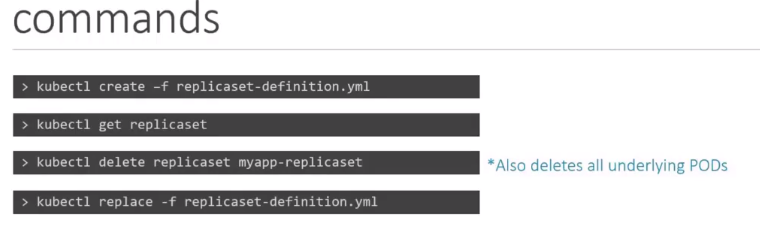 commands
> kubectl create –f replicaset-definition.yml
> kubectl get replicaset
> kubectl delete replicaset myapp-replicaset *Also deletes all underlying PODs
> kubectl replace -f replicaset-definition.yml